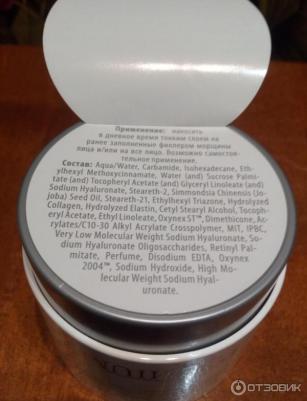 Применение: наносить
в дневное время тонким слоем на
ранее заполненные филлером морщины
лица и/или на все лицо. Возможно самостоя-
тельное применение.
Состав: Aqua/Water, Carbamide, Isohexadecane, Eth-
ylhexyl Methoxycinnamate, Water (and) Sucrose Palmi-
tate (and) Tocopheryl Acetate (and) Glyceryl Linoleate (and)
Sodium Hyaluronate, Steareth-2, Simmondsia Chinensis (Jo-
joba) Seed Oil, Steareth-21, Ethylhexyl Triazone, Hydrolyzed
Collagen, Hydrolyzed Elastin, Cetyl Stearyl Alcohol, Tocoph-
eryl Acetate, Ethyl Linoleate, Oxynex ST™, Dimethicone, Ac-
rylates/C10-30 Alkyl Acrylate Crosspolymer, MIT, IPBC,
Very Low Molecular Weight Sodium Hyaluronate, So-
dium Hyaluronate Oligosaccharides, Retinyl Pal-
mitate, Perfume, Disodium EDTA, Oxynex
2004™, Sodium Hydroxide, High Mo-
lecular Weight Sodium Hyal-
uronate.
ОТЗОВИК